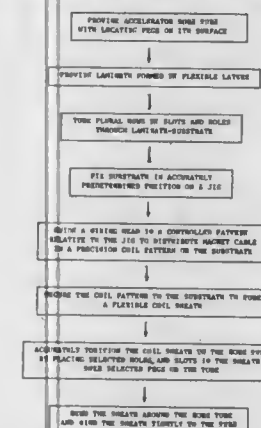 PROVIDE ACCELERATOR BORE TUBE
WITH LOCATING PEGS ON ITS SURFACE
PROVIDE LAMINATE FORMED BY FLEXIBLE LAYERS
FORM PLURAL ROWS OF SLOTS AND HOLES
THROUGH LAMINATE-SUBSTRATE
FIX SUBSTRATE IN ACCURATELY
PREDETERMINED POSITION ON A JIG
GUIDE A WIRING HEAD IN A CONTROLLED PATTERN
RELATIVE TO THE JIG TO DISTRIBUTE MAGNET CABLE
IN A PRECISION COIL PATTERN ON THE SUBSTRATE
SECURE THE COIL PATTERN TO THE SUBSTRATE TO FORM
A FLEXIBLE COIL SHEATH
ACCURATELY POSITION THE COIL SHEATH TO THE BORE TUBE
BY PLACING SELECTED HOLES AND SLOTS IN THE SHEATH
OVER SELECTED PEGS ON THE TUBE
BEND THE SHEATH AROUND THE BORE TUBE
AND BIND THE SHEATH TIGHTLY TO THE TUBE